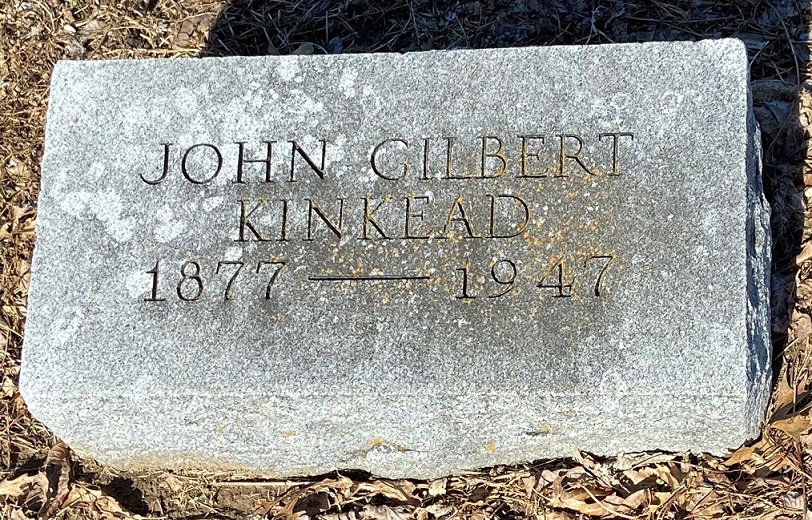 JOHN GILBERT
KINKEAD
1877 — 1947